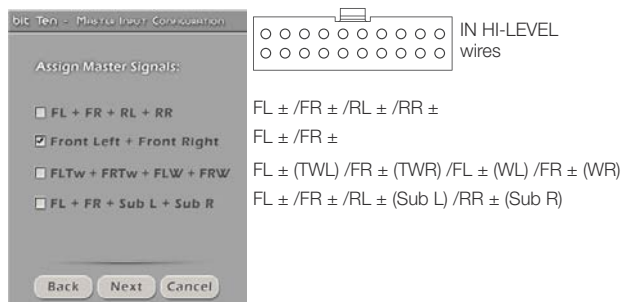 bit Ten - Master Input Configuration
IN HI-LEVEL
wires
Assign Master Signals:
FL + FR + RL + RR
FL ± /FR ± /RL ± /RR ±
Front Left + Front Right
FL ± /FR ±
FLTw + FRTw + FLW + FRW
FL ± (TWL) /FR ± (TWR) /FL ± (WL) /FR ± (WR)
FL + FR + Sub L + Sub R
FL ± /FR ± /RL ± (Sub L) /RR ± (Sub R)
Back Next Cancel